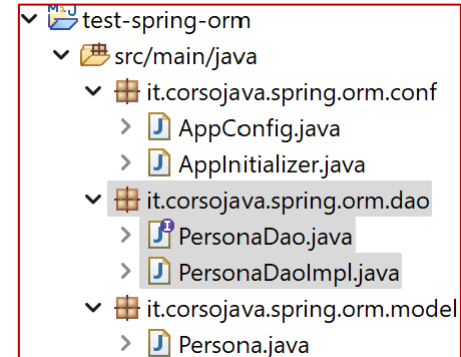 test-spring-orm
src/main/java
it.corsojava.spring.orm.conf
AppConfig.java
AppInitializer.java
it.corsojava.spring.orm.dao
PersonaDao.java
PersonaDaoImpl.java
it.corsojava.spring.orm.model
Persona.java